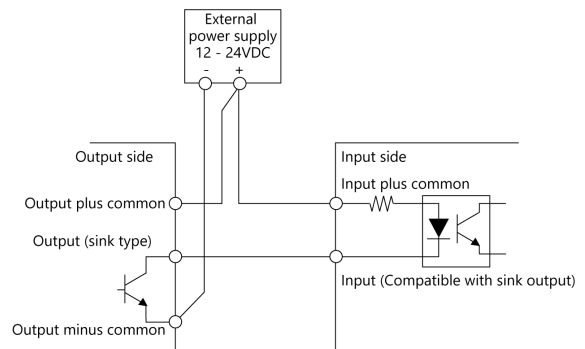 External
power supply
12 - 24VDC
- +
Output side
Input side
Input plus common
Output plus common
Output (sink type)
Input (Compatible with sink output)
Output minus common